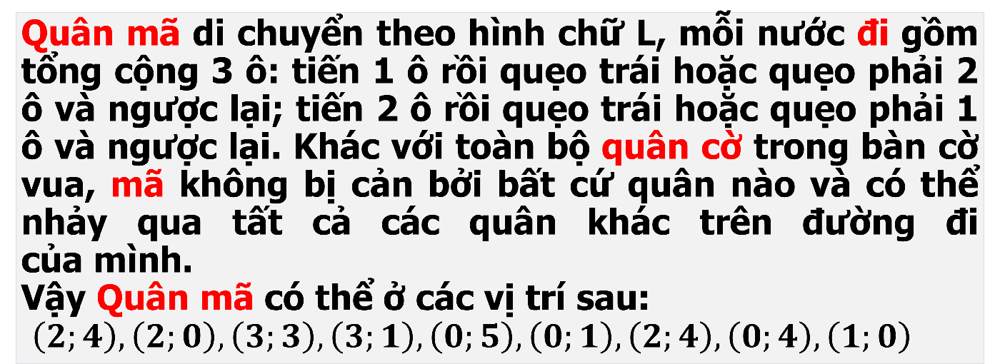 Quân mã di chuyển theo hình chữ L, mỗi nước đi gồm
tổng cộng 3 ô: tiến 1 ô rồi quẹo trái hoặc quẹo phải 2
ô và ngược lại; tiến 2 ô rồi quẹo trái hoặc quẹo phải 1
ô và ngược lại. Khác với toàn bộ quân cờ trong bàn cờ
vua, mã không bị cản bởi bất cứ quân nào và có thể
nhảy qua tất cả các quân khác trên đường đi
của mình.
Vậy Quân mã có thể ở các vị trí sau:
(2; 4), (2; 0), (3; 3), (3; 1), (0; 5), (0; 1), (2; 4), (0; 4), (1; 0)